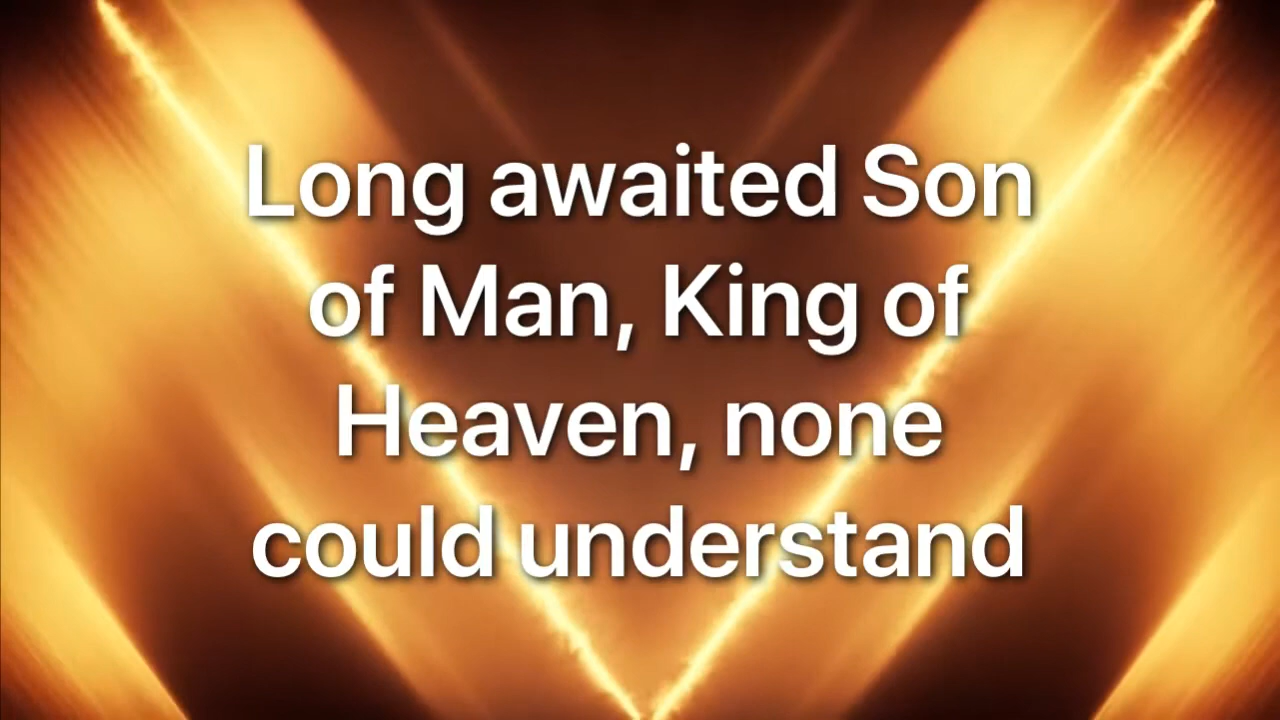 Long awaited Son
of Man, King of
Heaven, none
could understand